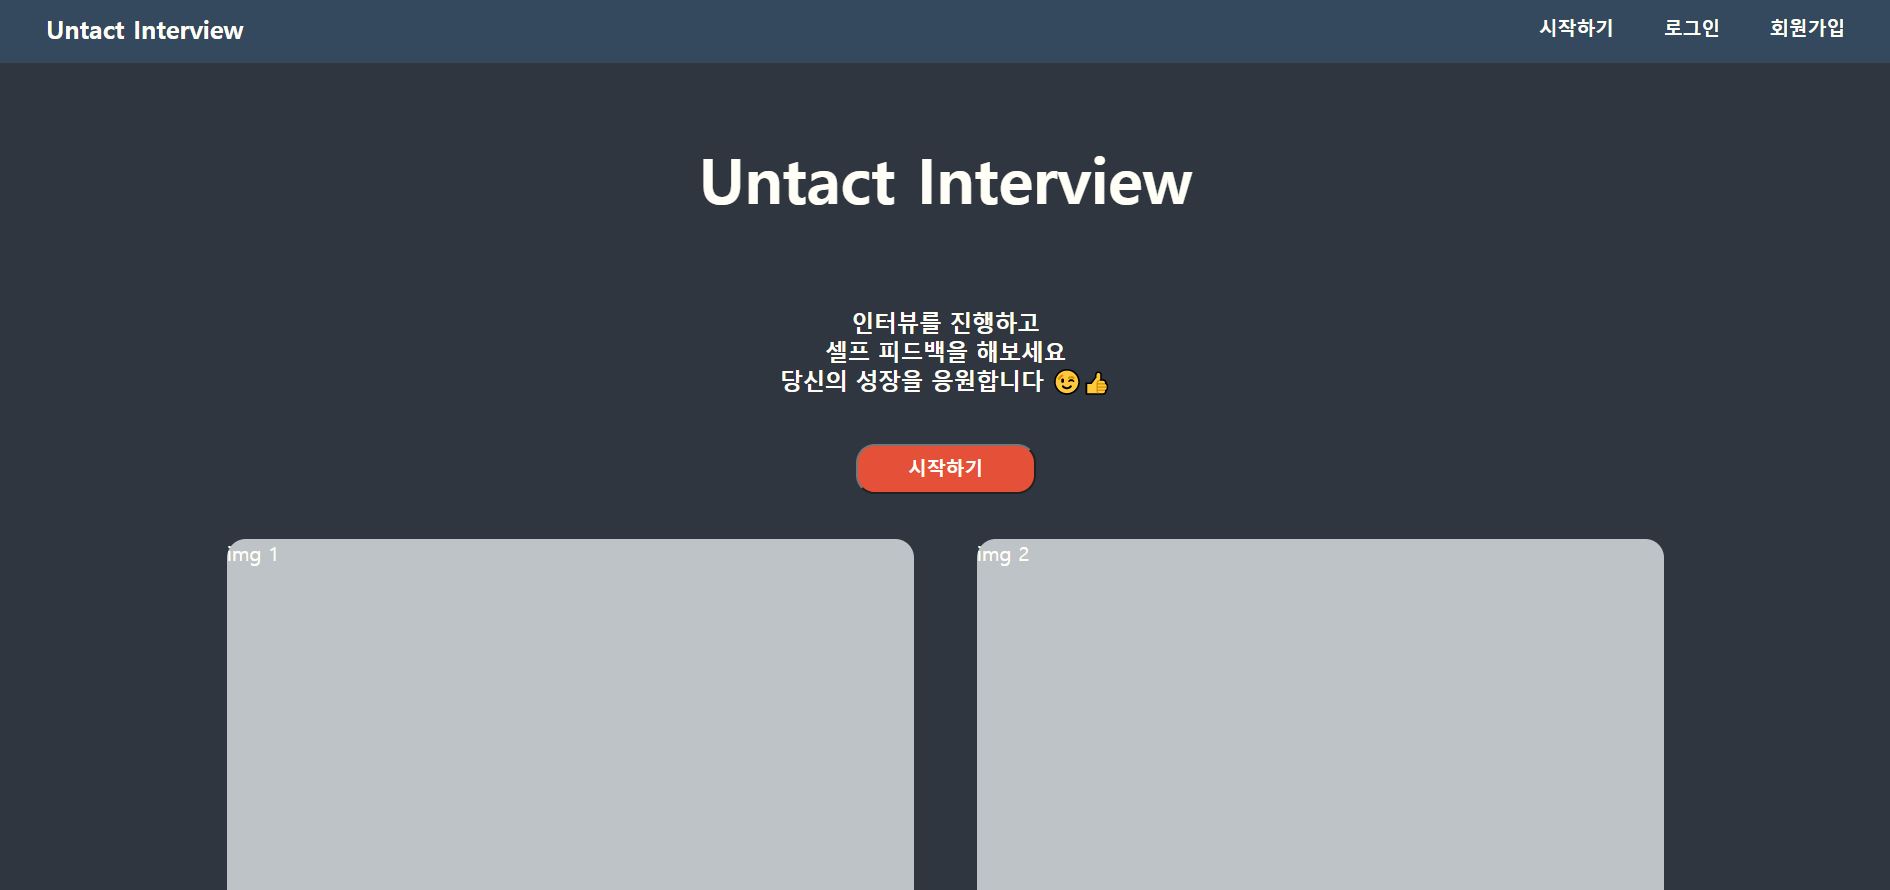 Untact Interview
시작하기 로그인 회원가입
Untact Interview
인터뷰를 진행하고
셀프 피드백을 해보세요
당신의 성장을 응원합니다 😉👍
시작하기
img 1
img 2